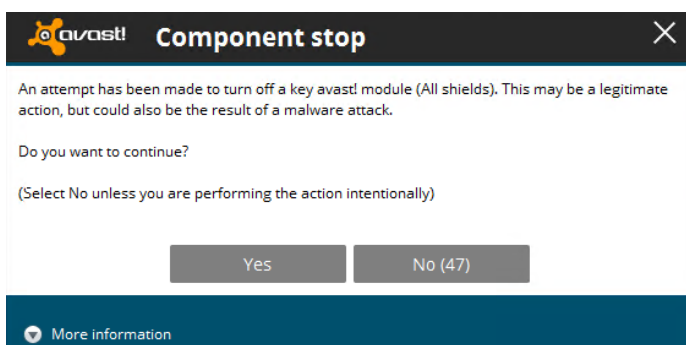 avast! Component stop
An attempt has been made to turn off a key avast! module (All shields). This may be a legitimate
action, but could also be the result of a malware attack.
Do you want to continue?
(Select No unless you are performing the action intentionally)
Yes No (47)
More information